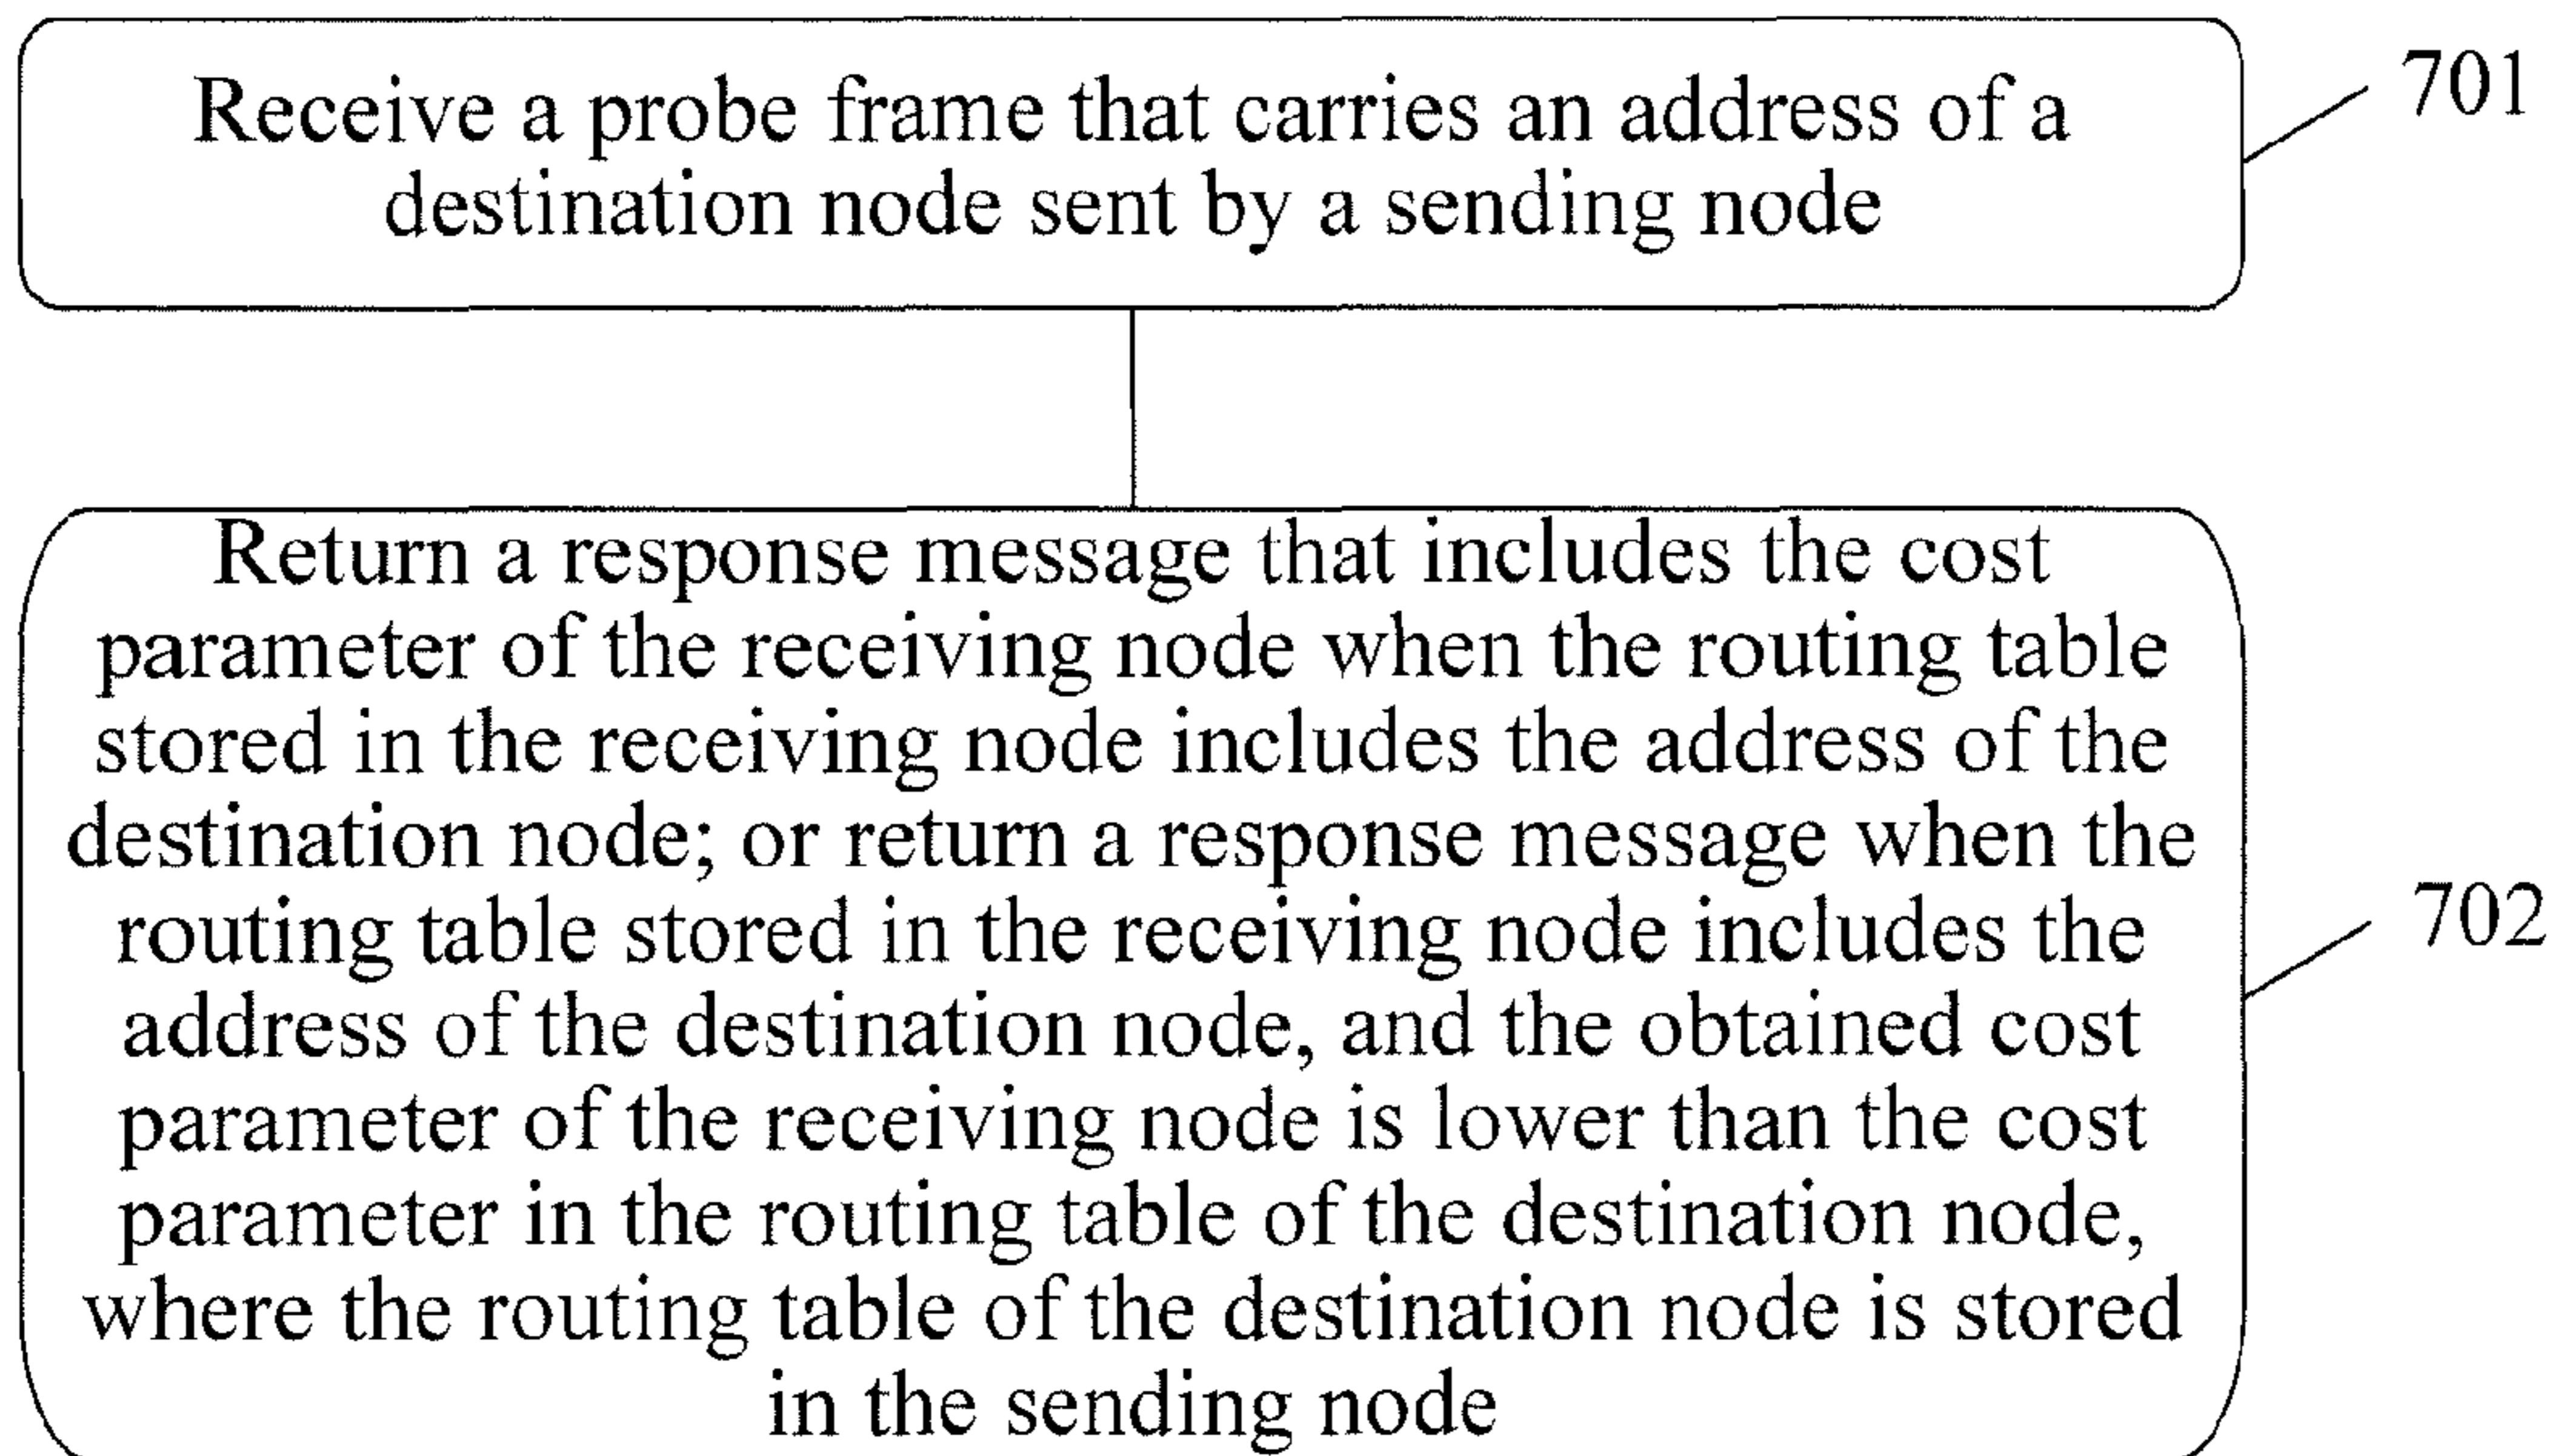 Receive a probe frame that carries an address of a
destination node sent by a sending node
701
Return a response message that includes the cost
parameter of the receiving node when the routing table
stored in the receiving node includes the address of the
destination node; or return a response message when the
routing table stored in the receiving node includes the
address of the destination node, and the obtained cost
parameter of the receiving node is lower than the cost
parameter in the routing table of the destination node,
where the routing table of the destination node is stored
in the sending node
702